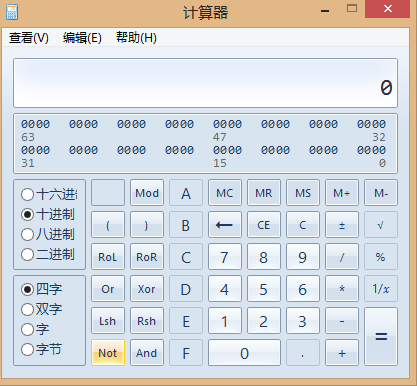 计算器
查看(V) 编辑(E) 帮助(H)
0
0000 0000 0000 0000 0000 0000 0000 0000
63 47 32
0000 0000 0000 0000 0000 0000 0000 0000
31 15 0
十六进制 Mod A MC MR MS M+ M-
十进制 ( ) B ← CE C ± √
八进制 RoL RoR C 7 8 9 / %
二进制
四字 Or Xor D 4 5 6 * 1/x
双字
字 Lsh Rsh E 1 2 3 - =
字节 Not And F 0 . +